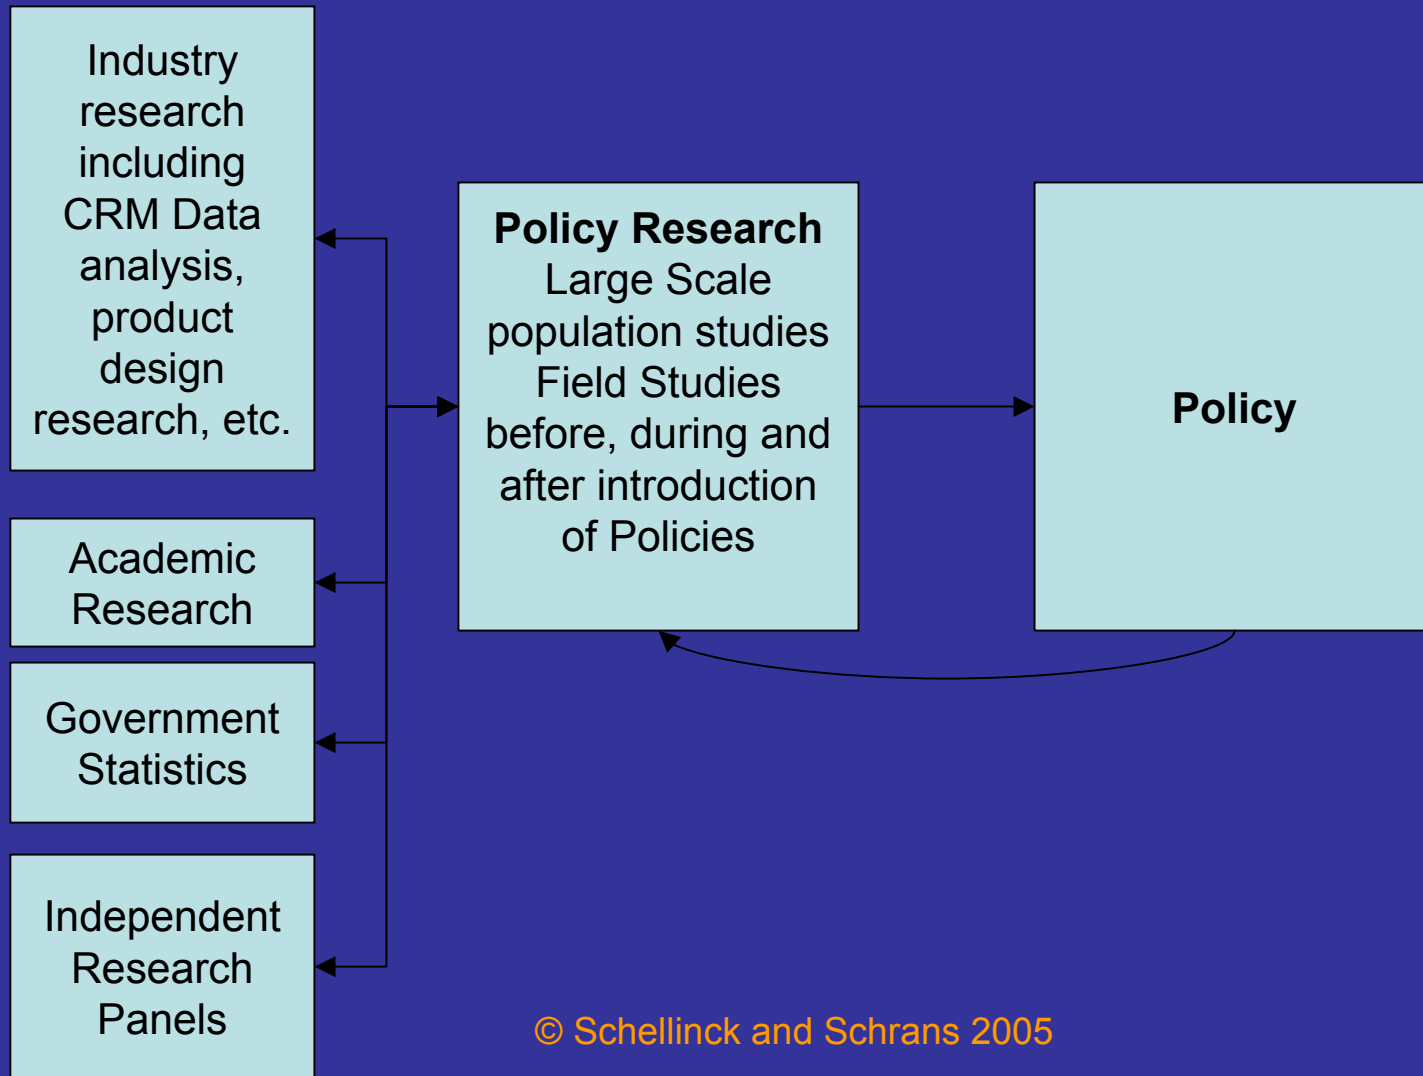 Industry
research
including
CRM Data
analysis,
product
design
research, etc.
Academic
Research
Government
Statistics
Independent
Research
Panels
Policy Research
Large Scale
population studies
Field Studies
before, during and
after introduction
of Policies
Policy
© Schellinck and Schrans 2005